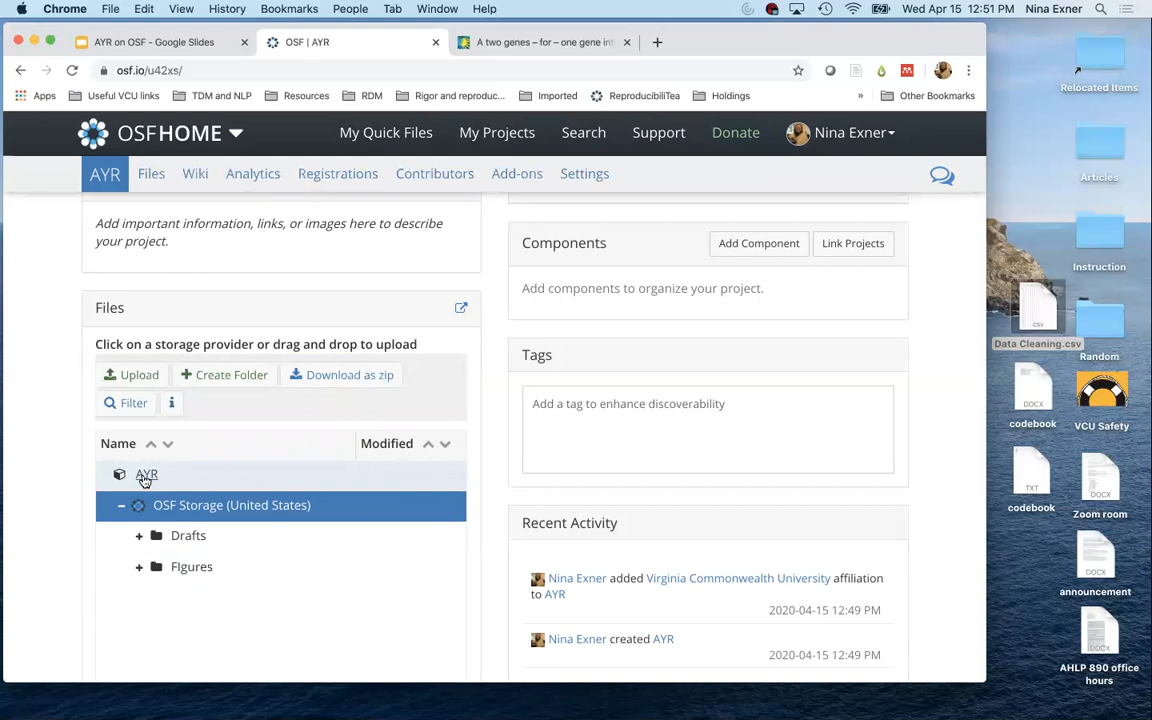 Chrome File Edit View History Bookmarks People Tab Window Help Wed Apr 15 12:51 PM Nina Exner
AYR on OSF - Google Slides
OSF | AYR
A two genes – for – one gene int
osf.io/u42xs/
Apps Useful VCU links TDM and NLP Resources RDM Rigor and reproduc... Imported ReproducibiliTea Holdings » Other Bookmarks
OSFHOME My Quick Files My Projects Search Support Donate Nina Exner
AYR Files Wiki Analytics Registrations Contributors Add-ons Settings
Add important information, links, or images here to describe
your project.
Files
Click on a storage provider or drag and drop to upload
Upload Create Folder Download as zip
Filter
Name Modified
AYR
OSF Storage (United States)
Drafts
FIgures
Components Add Component Link Projects
Add components to organize your project.
Tags
Add a tag to enhance discoverability
Recent Activity
Nina Exner added Virginia Commonwealth University affiliation
to AYR
2020-04-15 12:49 PM
Nina Exner created AYR
2020-04-15 12:49 PM
Relocated Items
Articles
Instruction
CSV
Data Cleaning.csv
Random
DOCX
codebook
VCU Safety
TXT
codebook
DOCX
Zoom room
DOCX
announcement
DOCX
AHLP 890 office
hours